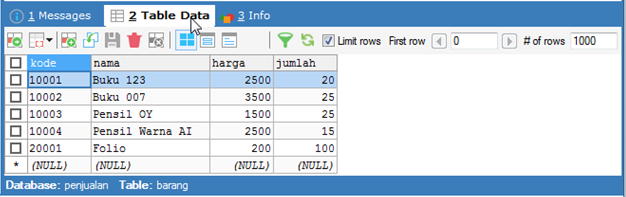 1 Messages 2 Table Data 3 Info
Limit rows First row 0 # of rows 1000
kode nama harga jumlah
10001 Buku 123 2500 20
10002 Buku 007 3500 25
10003 Pensil OY 1500 25
10004 Pensil Warna AI 2500 15
20001 Folio 200 100
* (NULL) (NULL) (NULL) (NULL)
Database: penjualan Table: barang